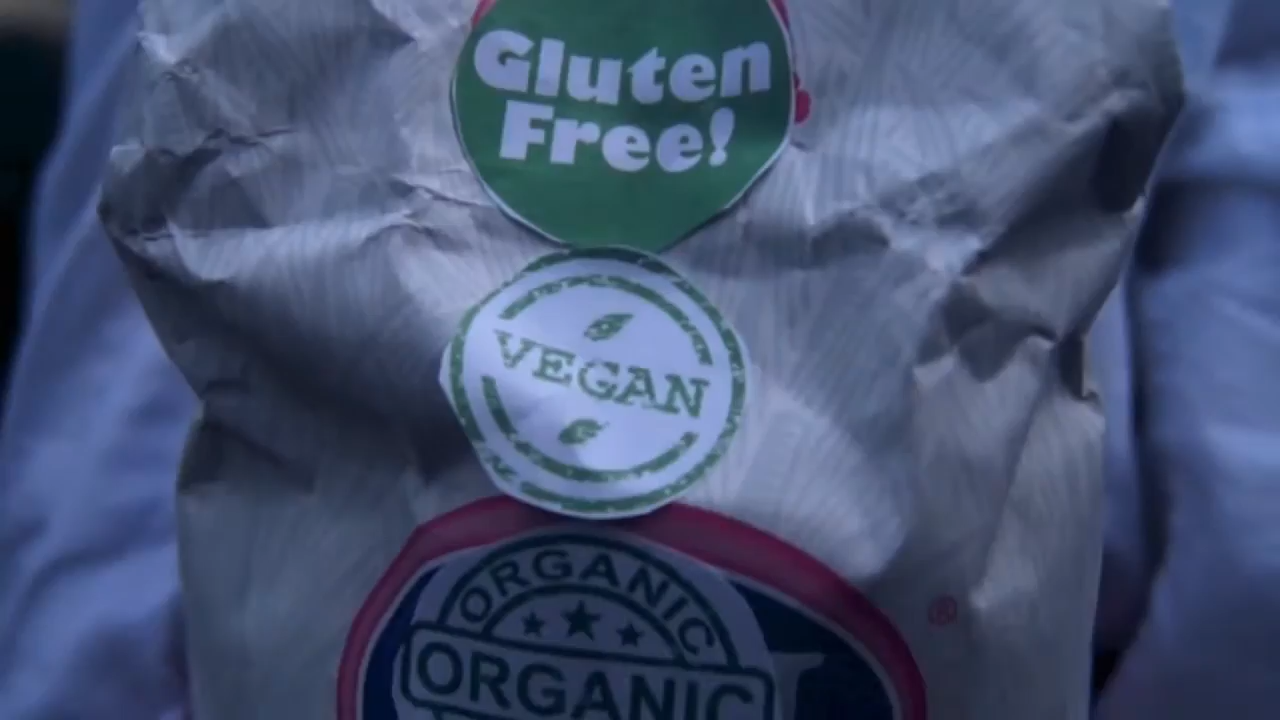 Gluten
Free!
VEGAN
ORGANIC
ORGANIC
®